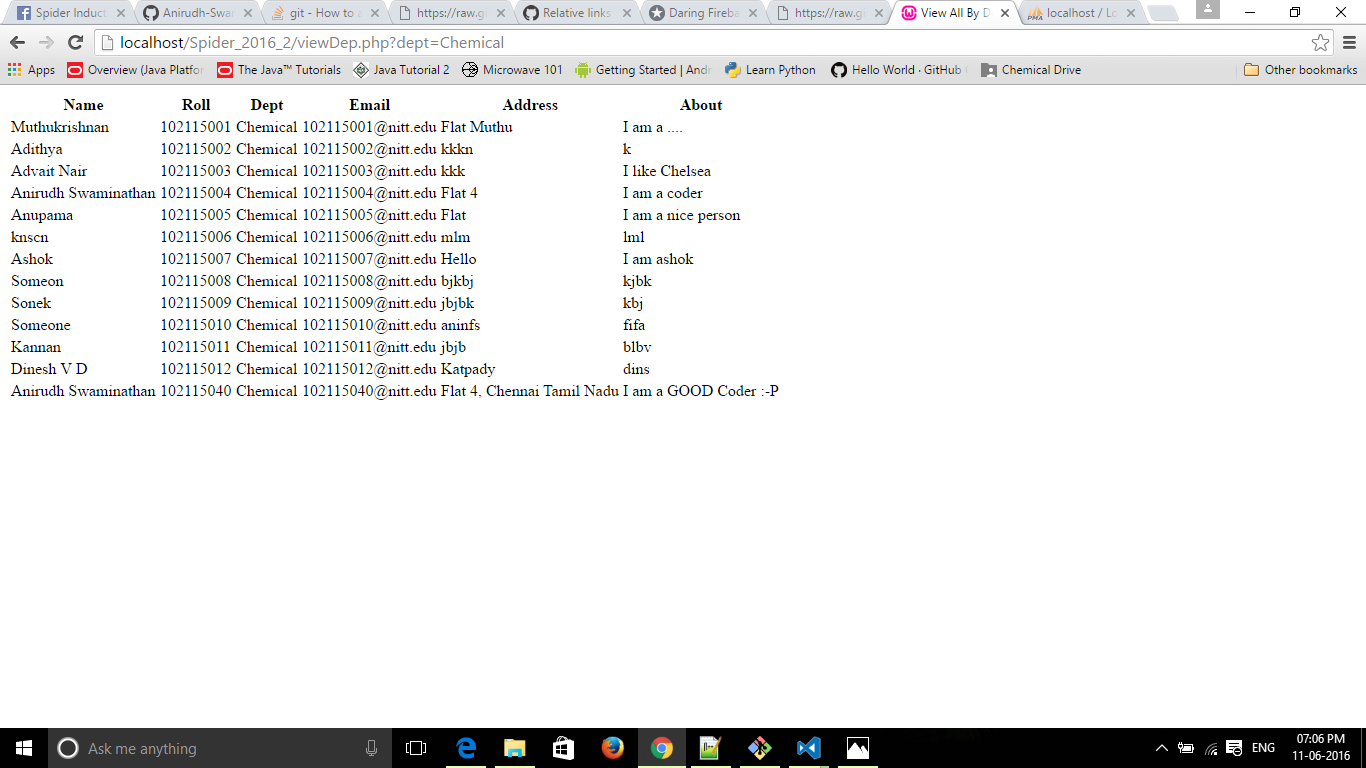 Spider Induct Anirudh-Swar git - How to a https://raw.g Relative links Daring Fireba https://raw.g View All By D localhost / Lo
localhost/Spider_2016_2/viewDep.php?dept=Chemical
Apps Overview (Java Platfor The Java™ Tutorials Java Tutorial 2 Microwave 101 Getting Started | Andr Learn Python Hello World · GitHub Chemical Drive Other bookmarks
Name Roll Dept Email Address About
Muthukrishnan 102115001 Chemical 102115001@nitt.edu Flat Muthu I am a ....
Adithya 102115002 Chemical 102115002@nitt.edu kkkn k
Advait Nair 102115003 Chemical 102115003@nitt.edu kkk I like Chelsea
Anirudh Swaminathan 102115004 Chemical 102115004@nitt.edu Flat 4 I am a coder
Anupama 102115005 Chemical 102115005@nitt.edu Flat I am a nice person
knscn 102115006 Chemical 102115006@nitt.edu mlm lml
Ashok 102115007 Chemical 102115007@nitt.edu Hello I am ashok
Someon 102115008 Chemical 102115008@nitt.edu bjkbj kjbk
Sonek 102115009 Chemical 102115009@nitt.edu jbjbk kbj
Someone 102115010 Chemical 102115010@nitt.edu aninfs fifa
Kannan 102115011 Chemical 102115011@nitt.edu jbjb blbv
Dinesh V D 102115012 Chemical 102115012@nitt.edu Katpady dins
Anirudh Swaminathan 102115040 Chemical 102115040@nitt.edu Flat 4, Chennai Tamil Nadu I am a GOOD Coder :-P
Ask me anything
ENG
07:06 PM
11-06-2016